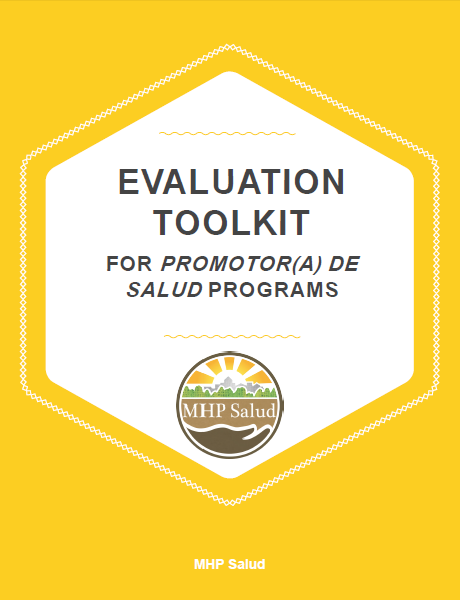 EVALUATION
TOOLKIT
FOR PROMOTOR(A) DE
SALUD PROGRAMS
MHP Salud
MHP Salud